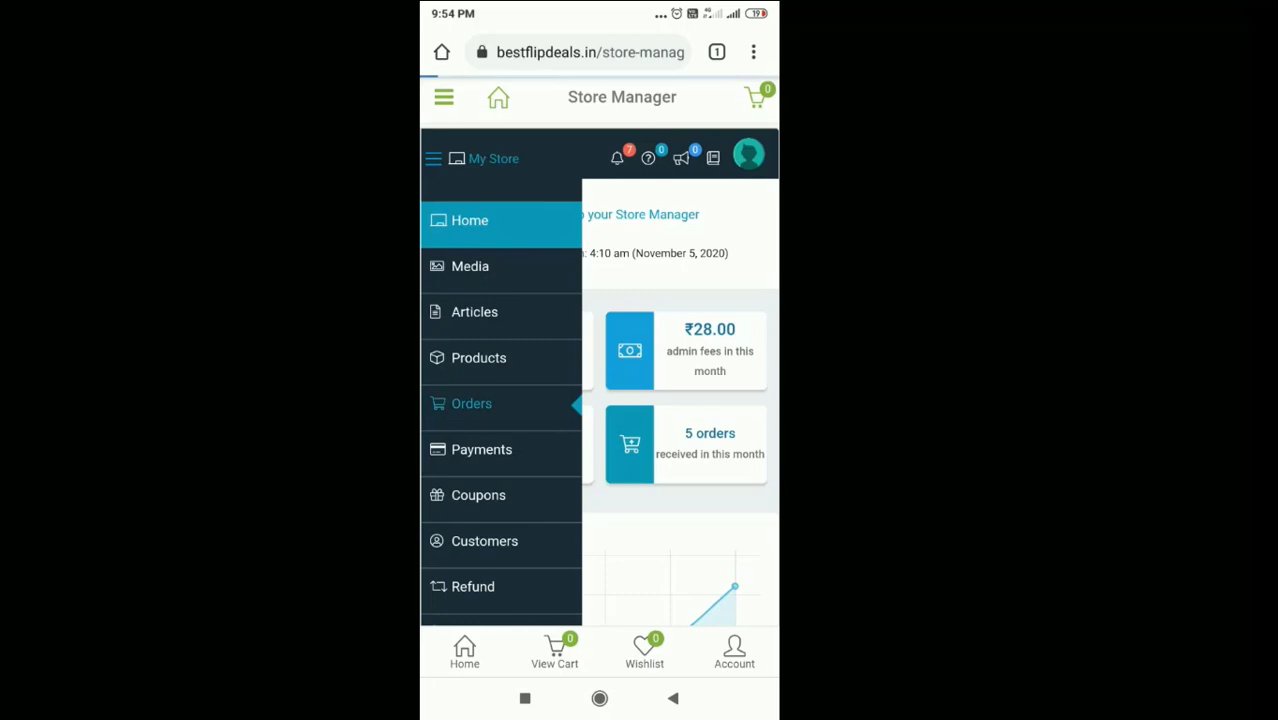 9:54 PM
19
bestflipdeals.in/store-manag
1
Store Manager
0
My Store
7
0
0
Home
your Store Manager
Media
: 4:10 am (November 5, 2020)
Articles
₹28.00
admin fees in this
month
Products
Orders
5 orders
received in this month
Payments
Coupons
Customers
Refund
0
0
Home
View Cart
Wishlist
Account